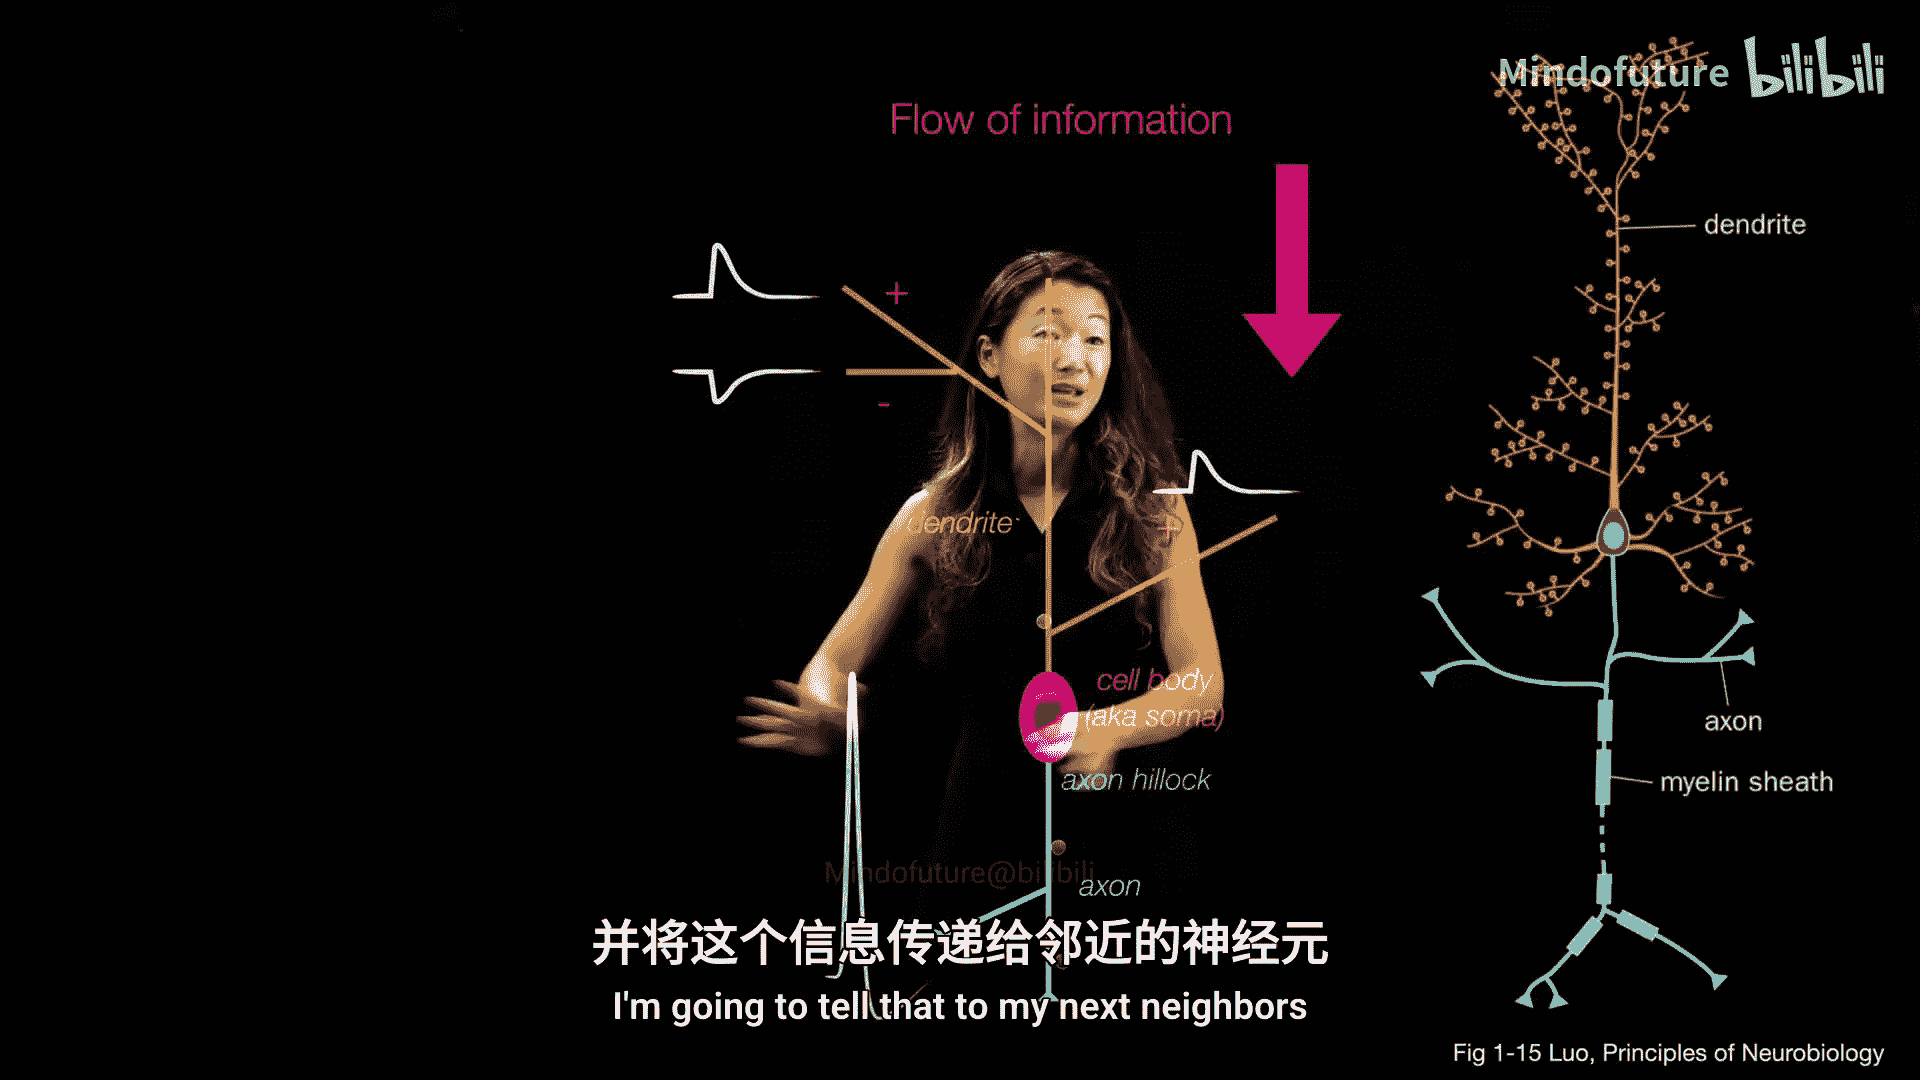 Mindofuture bilibili
Flow of information
dendrite
+
-
dendrite
+
cell body
(aka soma)
axon
axon hillock
myelin sheath
Mindofuture@bilibili
axon
并将这个信息传递给邻近的神经元
I'm going to tell that to my next neighbors
Fig 1-15 Luo, Principles of Neurobiology